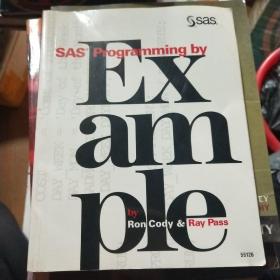 sas.
SAS® Programming by
Ex
am
ple
by
Ron Cody & Ray Pass
55126